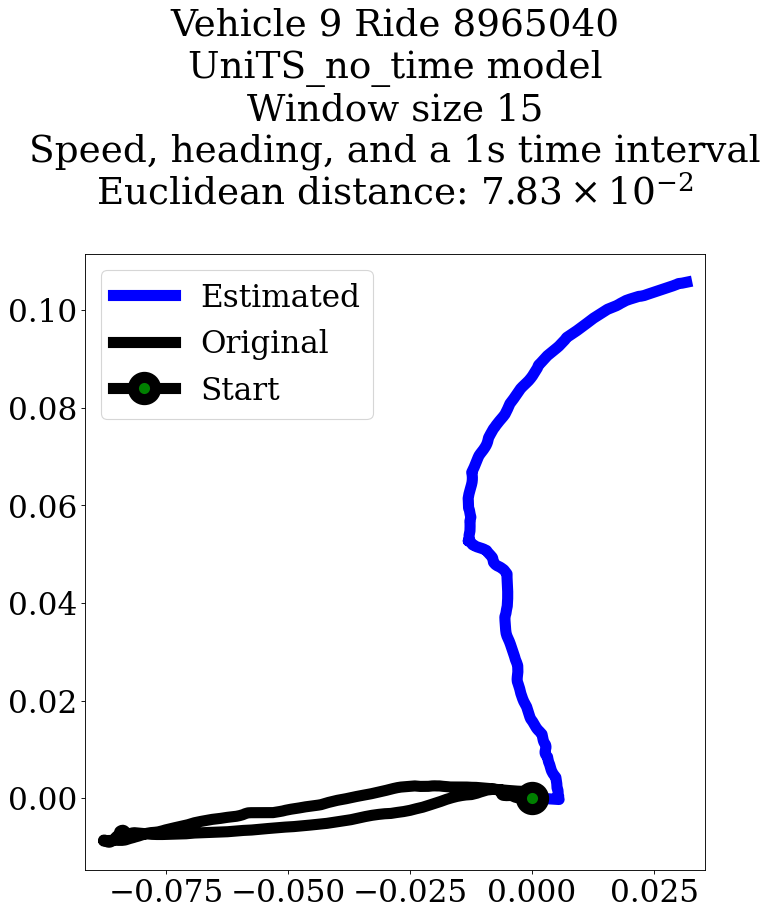 Vehicle 9 Ride 8965040
UniTS_no_time model
Window size 15
Speed, heading, and a 1s time interval
Euclidean distance: 7.83 × 10⁻²
Estimated
Original
Start
0.10
0.08
0.06
0.04
0.02
0.00
−0.075 −0.050 −0.025 0.000 0.025